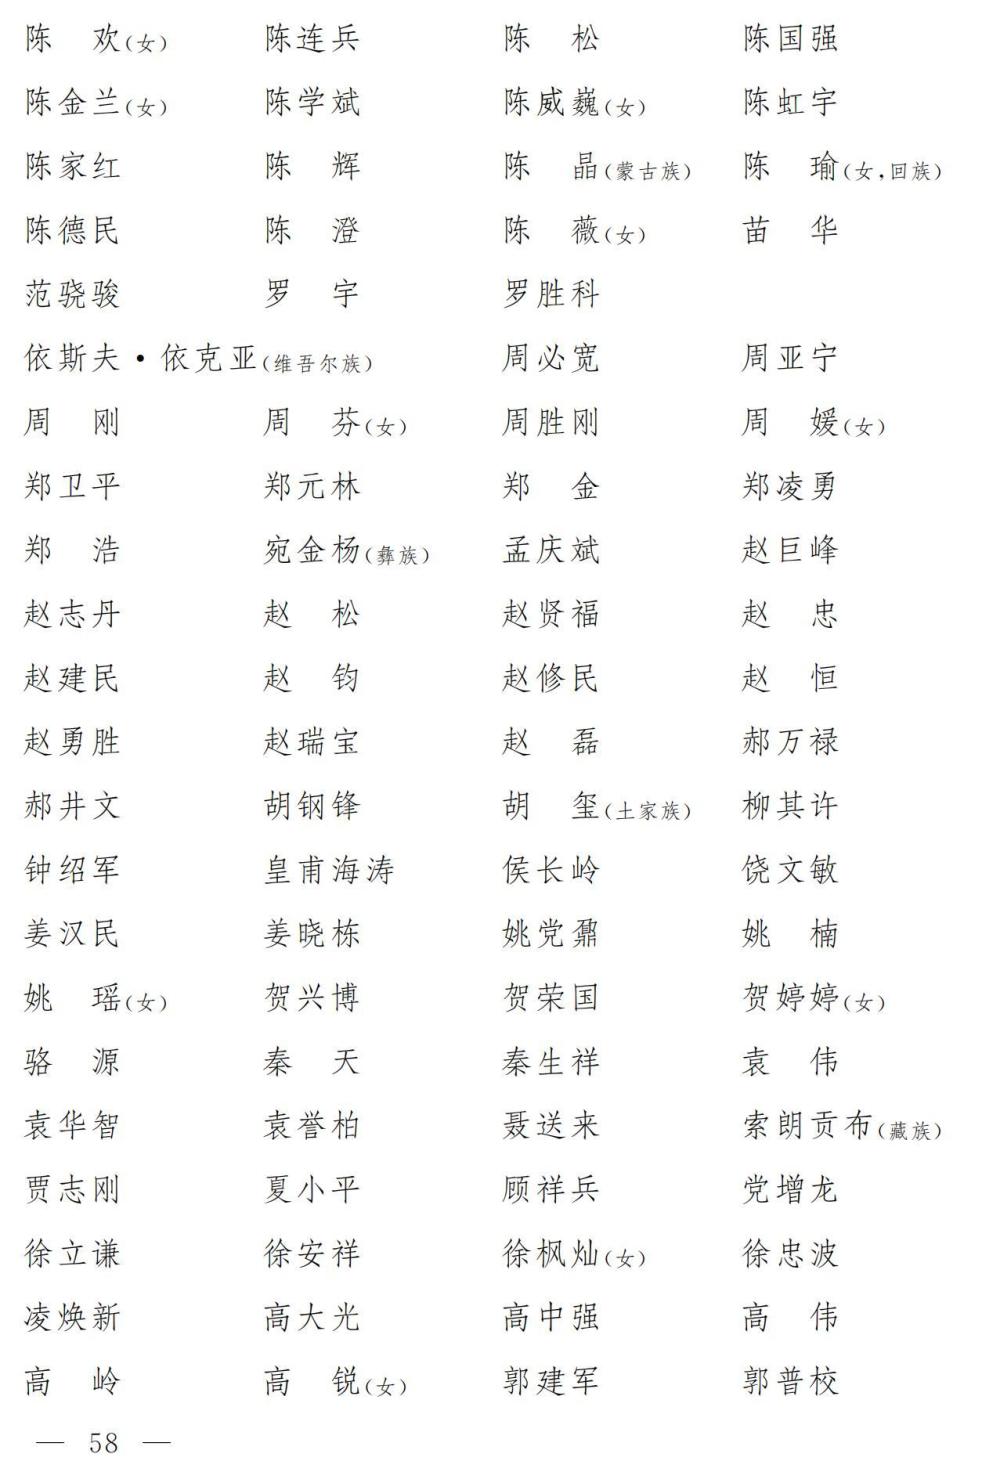 陈　欢(女)　陈连兵　陈　松　陈国强
陈金兰(女)　陈学斌　陈威巍(女)　陈虹宇
陈家红　陈　辉　陈　晶(蒙古族)　陈　瑜(女,回族)
陈德民　陈　澄　陈　薇(女)　苗　华
范骁骏　罗　宇　罗胜科
依斯夫·依克亚(维吾尔族)　周必宽　周亚宁
周　刚　周　芬(女)　周胜刚　周　媛(女)
郑卫平　郑元林　郑　金　郑凌勇
郑　浩　宛金杨(彝族)　孟庆斌　赵巨峰
赵志丹　赵　松　赵贤福　赵　忠
赵建民　赵　钧　赵修民　赵　恒
赵勇胜　赵瑞宝　赵　磊　郝万禄
郝井文　胡钢锋　胡　玺(土家族)　柳其许
钟绍军　皇甫海涛　侯长岭　饶文敏
姜汉民　姜晓栋　姚党鼐　姚　楠
姚　瑶(女)　贺兴博　贺荣国　贺婷婷(女)
骆　源　秦　天　秦生祥　袁　伟
袁华智　袁誉柏　聂送来　索朗贡布(藏族)
贾志刚　夏小平　顾祥兵　党增龙
徐立谦　徐安祥　徐枫灿(女)　徐忠波
凌焕新　高大光　高中强　高　伟
高　岭　高　锐(女)　郭建军　郭普校
— 58 —